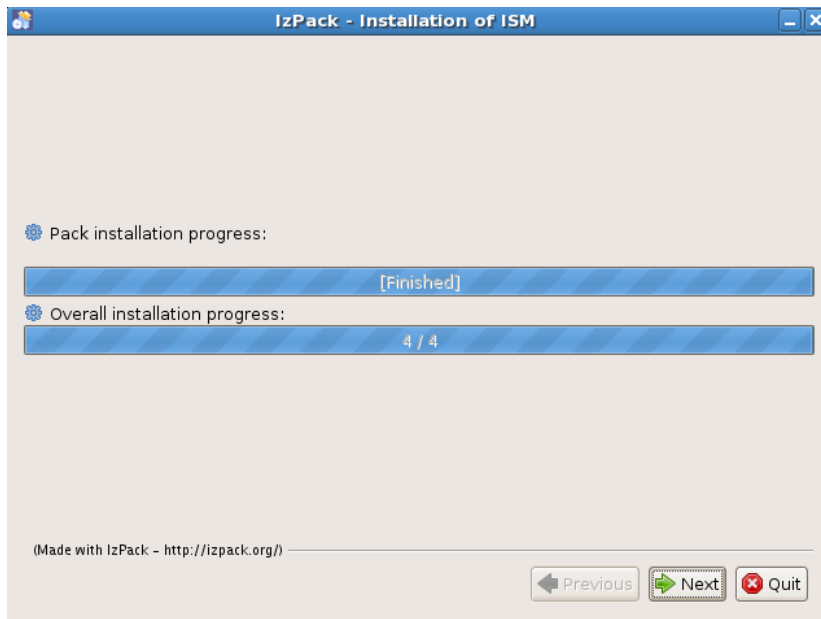 IzPack - Installation of ISM
Pack installation progress:
[Finished]
Overall installation progress:
4 / 4
(Made with IzPack - http://izpack.org/)
Previous Next Quit